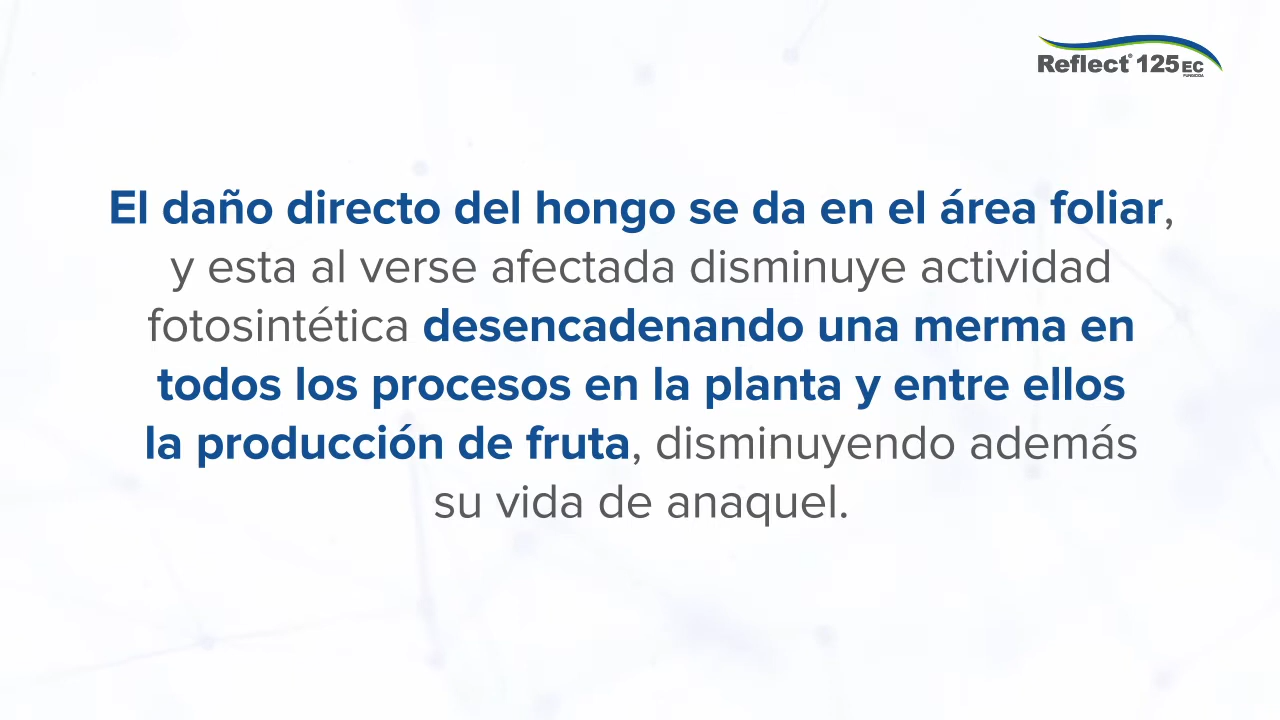 Reflect® 125 EC
FUNGICIDA
El daño directo del hongo se da en el área foliar,
y esta al verse afectada disminuye actividad
fotosintética desencadenando una merma en
todos los procesos en la planta y entre ellos
la producción de fruta, disminuyendo además
su vida de anaquel.